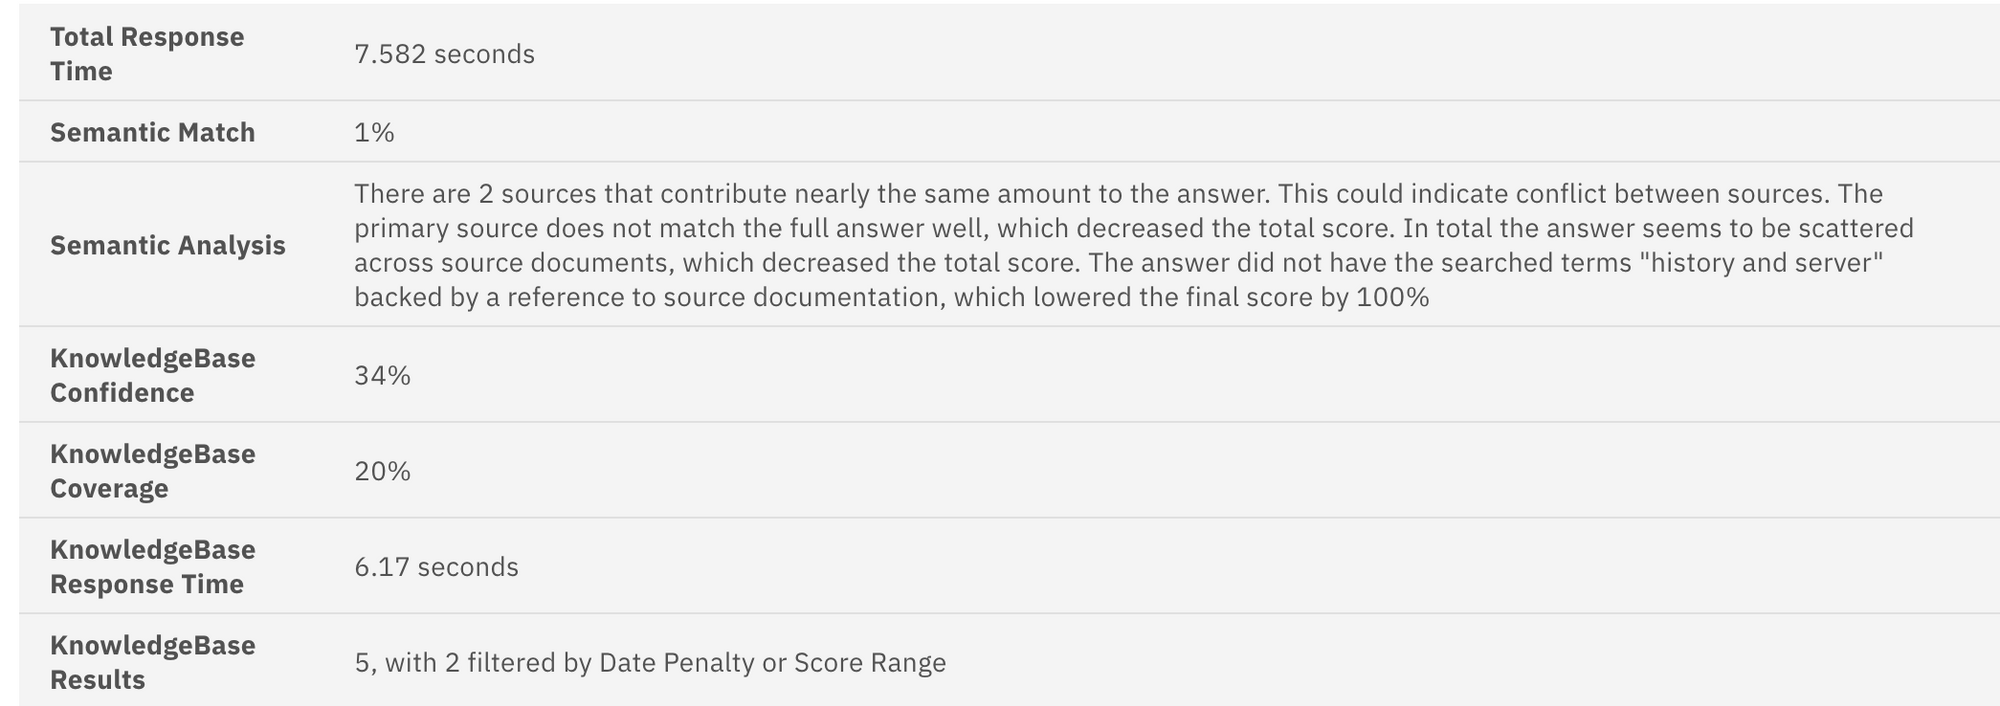 Total Response
Time
7.582 seconds
Semantic Match
1%
Semantic Analysis
There are 2 sources that contribute nearly the same amount to the answer. This could indicate conflict between sources. The
primary source does not match the full answer well, which decreased the total score. In total the answer seems to be scattered
across source documents, which decreased the total score. The answer did not have the searched terms "history and server"
backed by a reference to source documentation, which lowered the final score by 100%
KnowledgeBase
Confidence
34%
KnowledgeBase
Coverage
20%
KnowledgeBase
Response Time
6.17 seconds
KnowledgeBase
Results
5, with 2 filtered by Date Penalty or Score Range